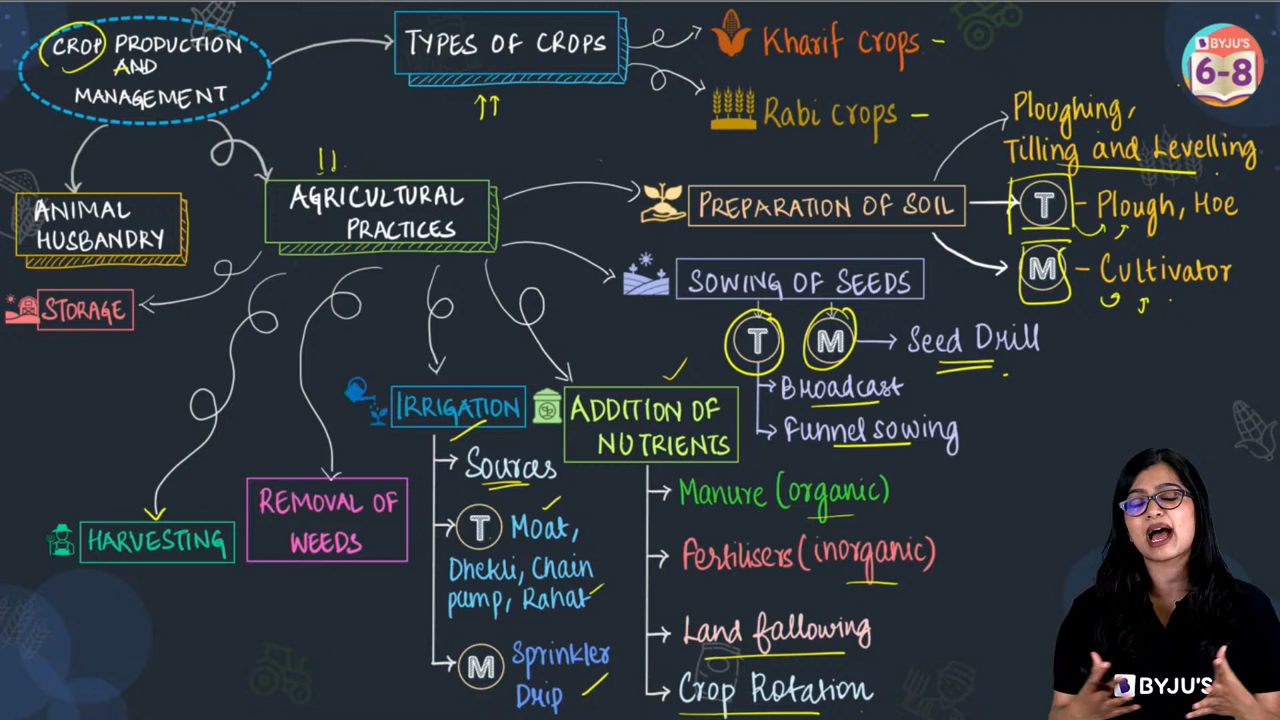 CROP PRODUCTION
AND
MANAGEMENT
TYPES OF CROPS
Kharif crops -
Rabi crops -
BYJU'S
6-8
ANIMAL
HUSBANDRY
AGRICULTURAL
PRACTICES
PREPARATION OF SOIL
Ploughing,
Tilling and Levelling
T - Plough, Hoe
M - Cultivator
SOWING OF SEEDS
T M
Seed Drill
Broadcast
Funnel sowing
STORAGE
HARVESTING
REMOVAL OF
WEEDS
IRRIGATION
Sources
T Moat,
Dhekli, Chain
pump, Rahat
M Sprinkler
Drip
ADDITION OF
NUTRIENTS
Manure (organic)
Fertilisers (inorganic)
Land fallowing
Crop Rotation
BYJU'S